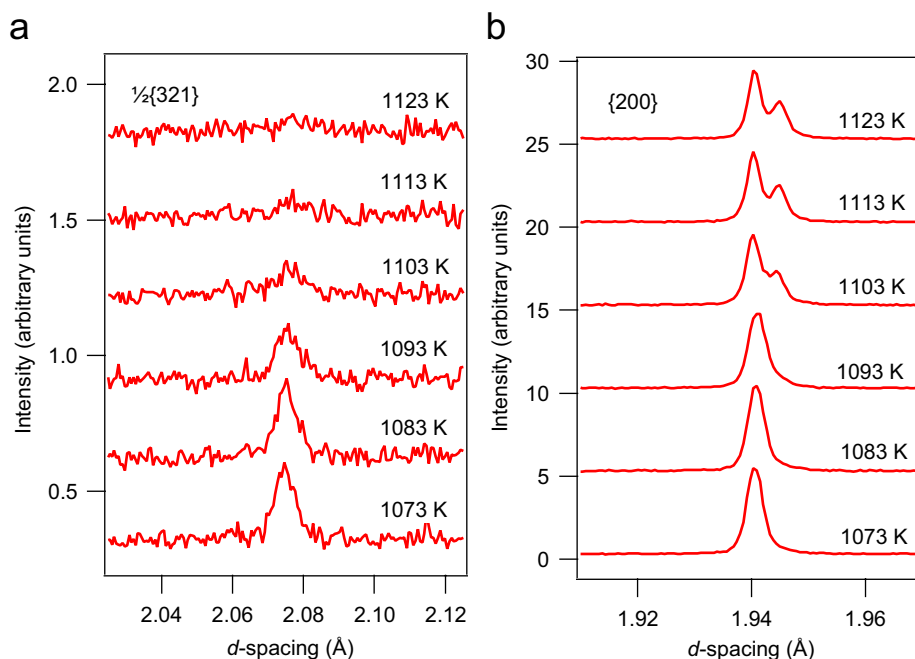 a
Intensity (arbitrary units)
2.0
1.5
1.0
0.5
½{321}
1123 K
1113 K
1103 K
1093 K
1083 K
1073 K
2.04 2.06 2.08 2.10 2.12
d-spacing (Å)
b
Intensity (arbitrary units)
30
25
20
15
10
5
0
{200}
1123 K
1113 K
1103 K
1093 K
1083 K
1073 K
1.92 1.94 1.96
d-spacing (Å)